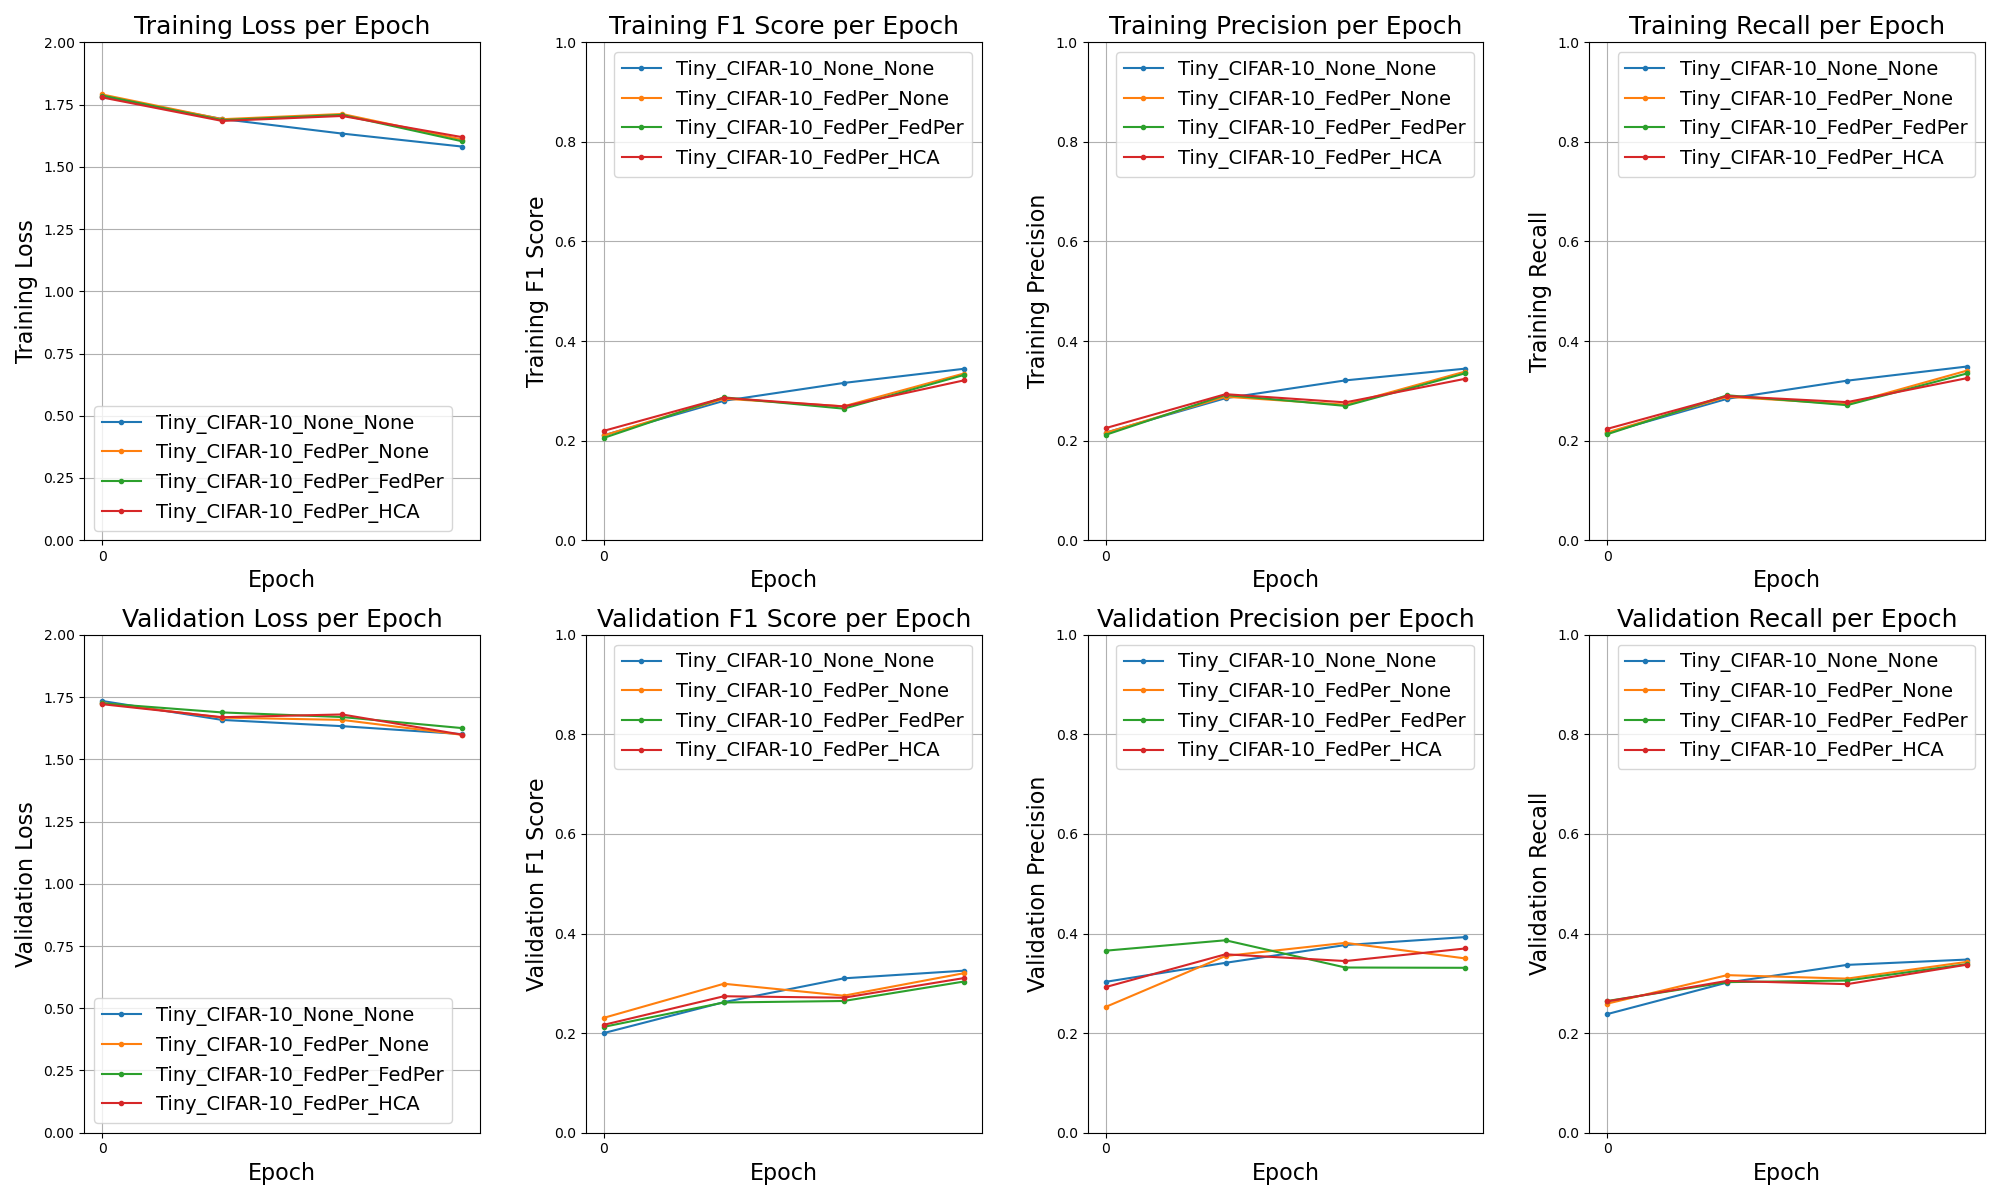 Training Loss per Epoch
2.00
1.75
1.50
1.25
1.00
0.75
0.50
0.25
0.00
Training Loss
Tiny_CIFAR-10_None_None
Tiny_CIFAR-10_FedPer_None
Tiny_CIFAR-10_FedPer_FedPer
Tiny_CIFAR-10_FedPer_HCA
0
Epoch
Training F1 Score per Epoch
1.0
0.8
0.6
0.4
0.2
0.0
Training F1 Score
Tiny_CIFAR-10_None_None
Tiny_CIFAR-10_FedPer_None
Tiny_CIFAR-10_FedPer_FedPer
Tiny_CIFAR-10_FedPer_HCA
0
Epoch
Training Precision per Epoch
1.0
0.8
0.6
0.4
0.2
0.0
Training Precision
Tiny_CIFAR-10_None_None
Tiny_CIFAR-10_FedPer_None
Tiny_CIFAR-10_FedPer_FedPer
Tiny_CIFAR-10_FedPer_HCA
0
Epoch
Training Recall per Epoch
1.0
0.8
0.6
0.4
0.2
0.0
Training Recall
Tiny_CIFAR-10_None_None
Tiny_CIFAR-10_FedPer_None
Tiny_CIFAR-10_FedPer_FedPer
Tiny_CIFAR-10_FedPer_HCA
0
Epoch
Validation Loss per Epoch
2.00
1.75
1.50
1.25
1.00
0.75
0.50
0.25
0.00
Validation Loss
Tiny_CIFAR-10_None_None
Tiny_CIFAR-10_FedPer_None
Tiny_CIFAR-10_FedPer_FedPer
Tiny_CIFAR-10_FedPer_HCA
0
Epoch
Validation F1 Score per Epoch
1.0
0.8
0.6
0.4
0.2
0.0
Validation F1 Score
Tiny_CIFAR-10_None_None
Tiny_CIFAR-10_FedPer_None
Tiny_CIFAR-10_FedPer_FedPer
Tiny_CIFAR-10_FedPer_HCA
0
Epoch
Validation Precision per Epoch
1.0
0.8
0.6
0.4
0.2
0.0
Validation Precision
Tiny_CIFAR-10_None_None
Tiny_CIFAR-10_FedPer_None
Tiny_CIFAR-10_FedPer_FedPer
Tiny_CIFAR-10_FedPer_HCA
0
Epoch
Validation Recall per Epoch
1.0
0.8
0.6
0.4
0.2
0.0
Validation Recall
Tiny_CIFAR-10_None_None
Tiny_CIFAR-10_FedPer_None
Tiny_CIFAR-10_FedPer_FedPer
Tiny_CIFAR-10_FedPer_HCA
0
Epoch